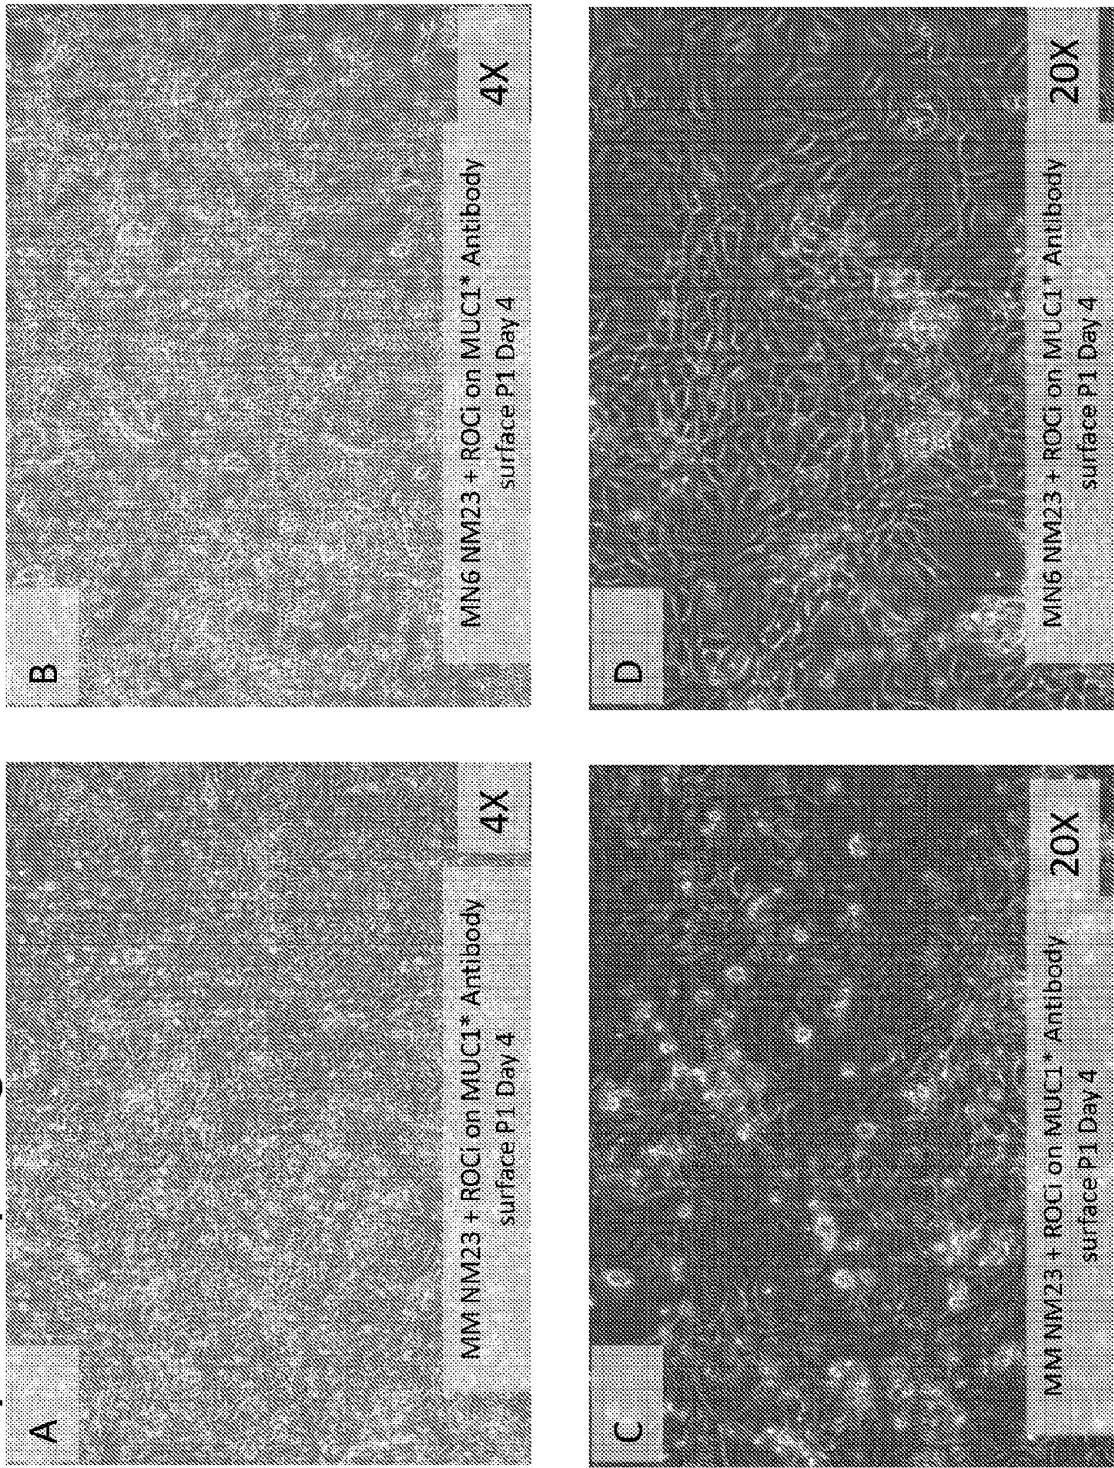 A
4X
MM NM23 + ROCi on MUC1* Antibody
surface P1 Day 4
B
4X
MN6 NM23 + ROCi on MUC1* Antibody
surface P1 Day 4
C
20X
MM NM23 + ROCi on MUC1* Antibody
surface P1 Day 4
D
20X
MN6 NM23 + ROCi on MUC1* Antibody
surface P1 Day 4